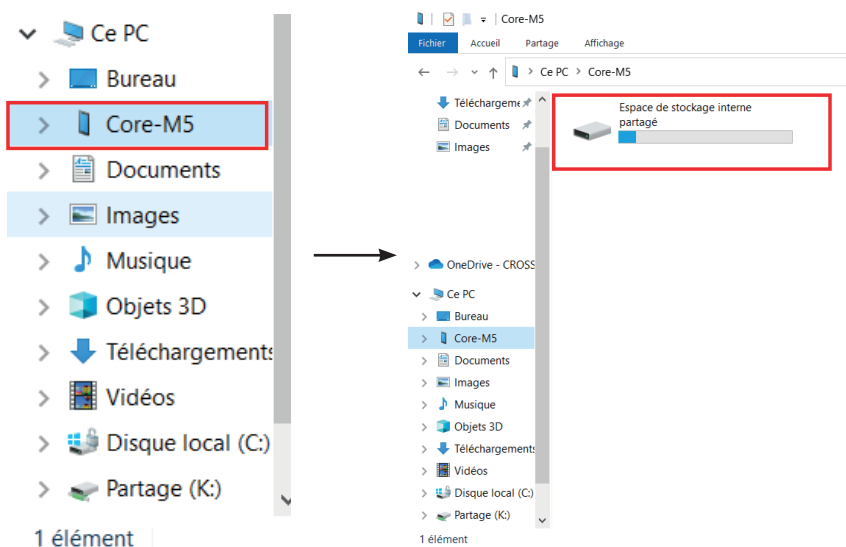 Ce PC
Bureau
Core-M5
Documents
Images
Musique
Objets 3D
Téléchargements
Vidéos
Disque local (C:)
Partage (K:)
1 élément
Core-M5
Fichier Accueil Partage Affichage
Ce PC > Core-M5
Téléchargeme
Documents
Images
OneDrive - CROSS
Ce PC
Bureau
Core-M5
Documents
Images
Musique
Objets 3D
Téléchargements
Vidéos
Disque local (C:)
Partage (K:)
1 élément
Espace de stockage interne
partagé